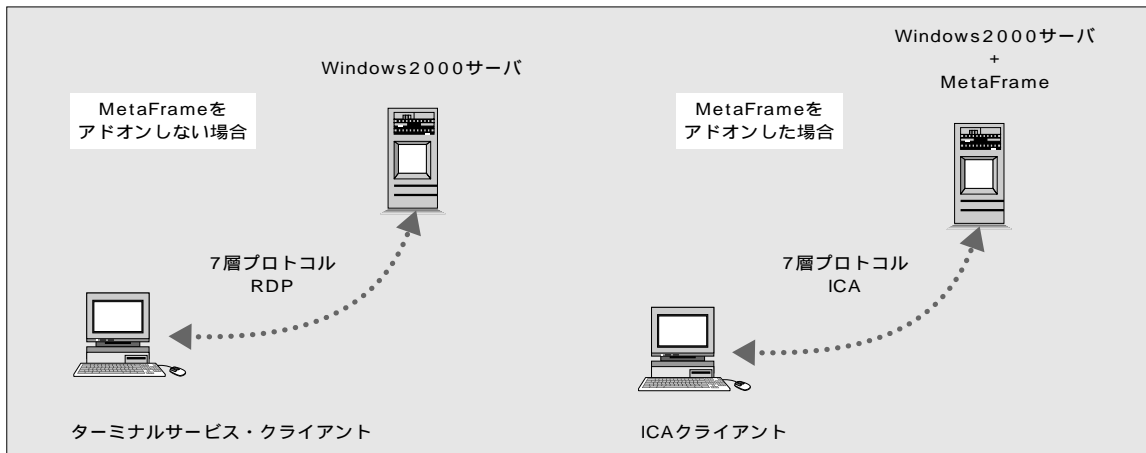 MetaFrameを
アドオンしない場合
Windows2000サーバ
7層プロトコル
RDP
ターミナルサービス・クライアント
MetaFrameを
アドオンした場合
Windows2000サーバ
+
MetaFrame
7層プロトコル
ICA
ICAクライアント